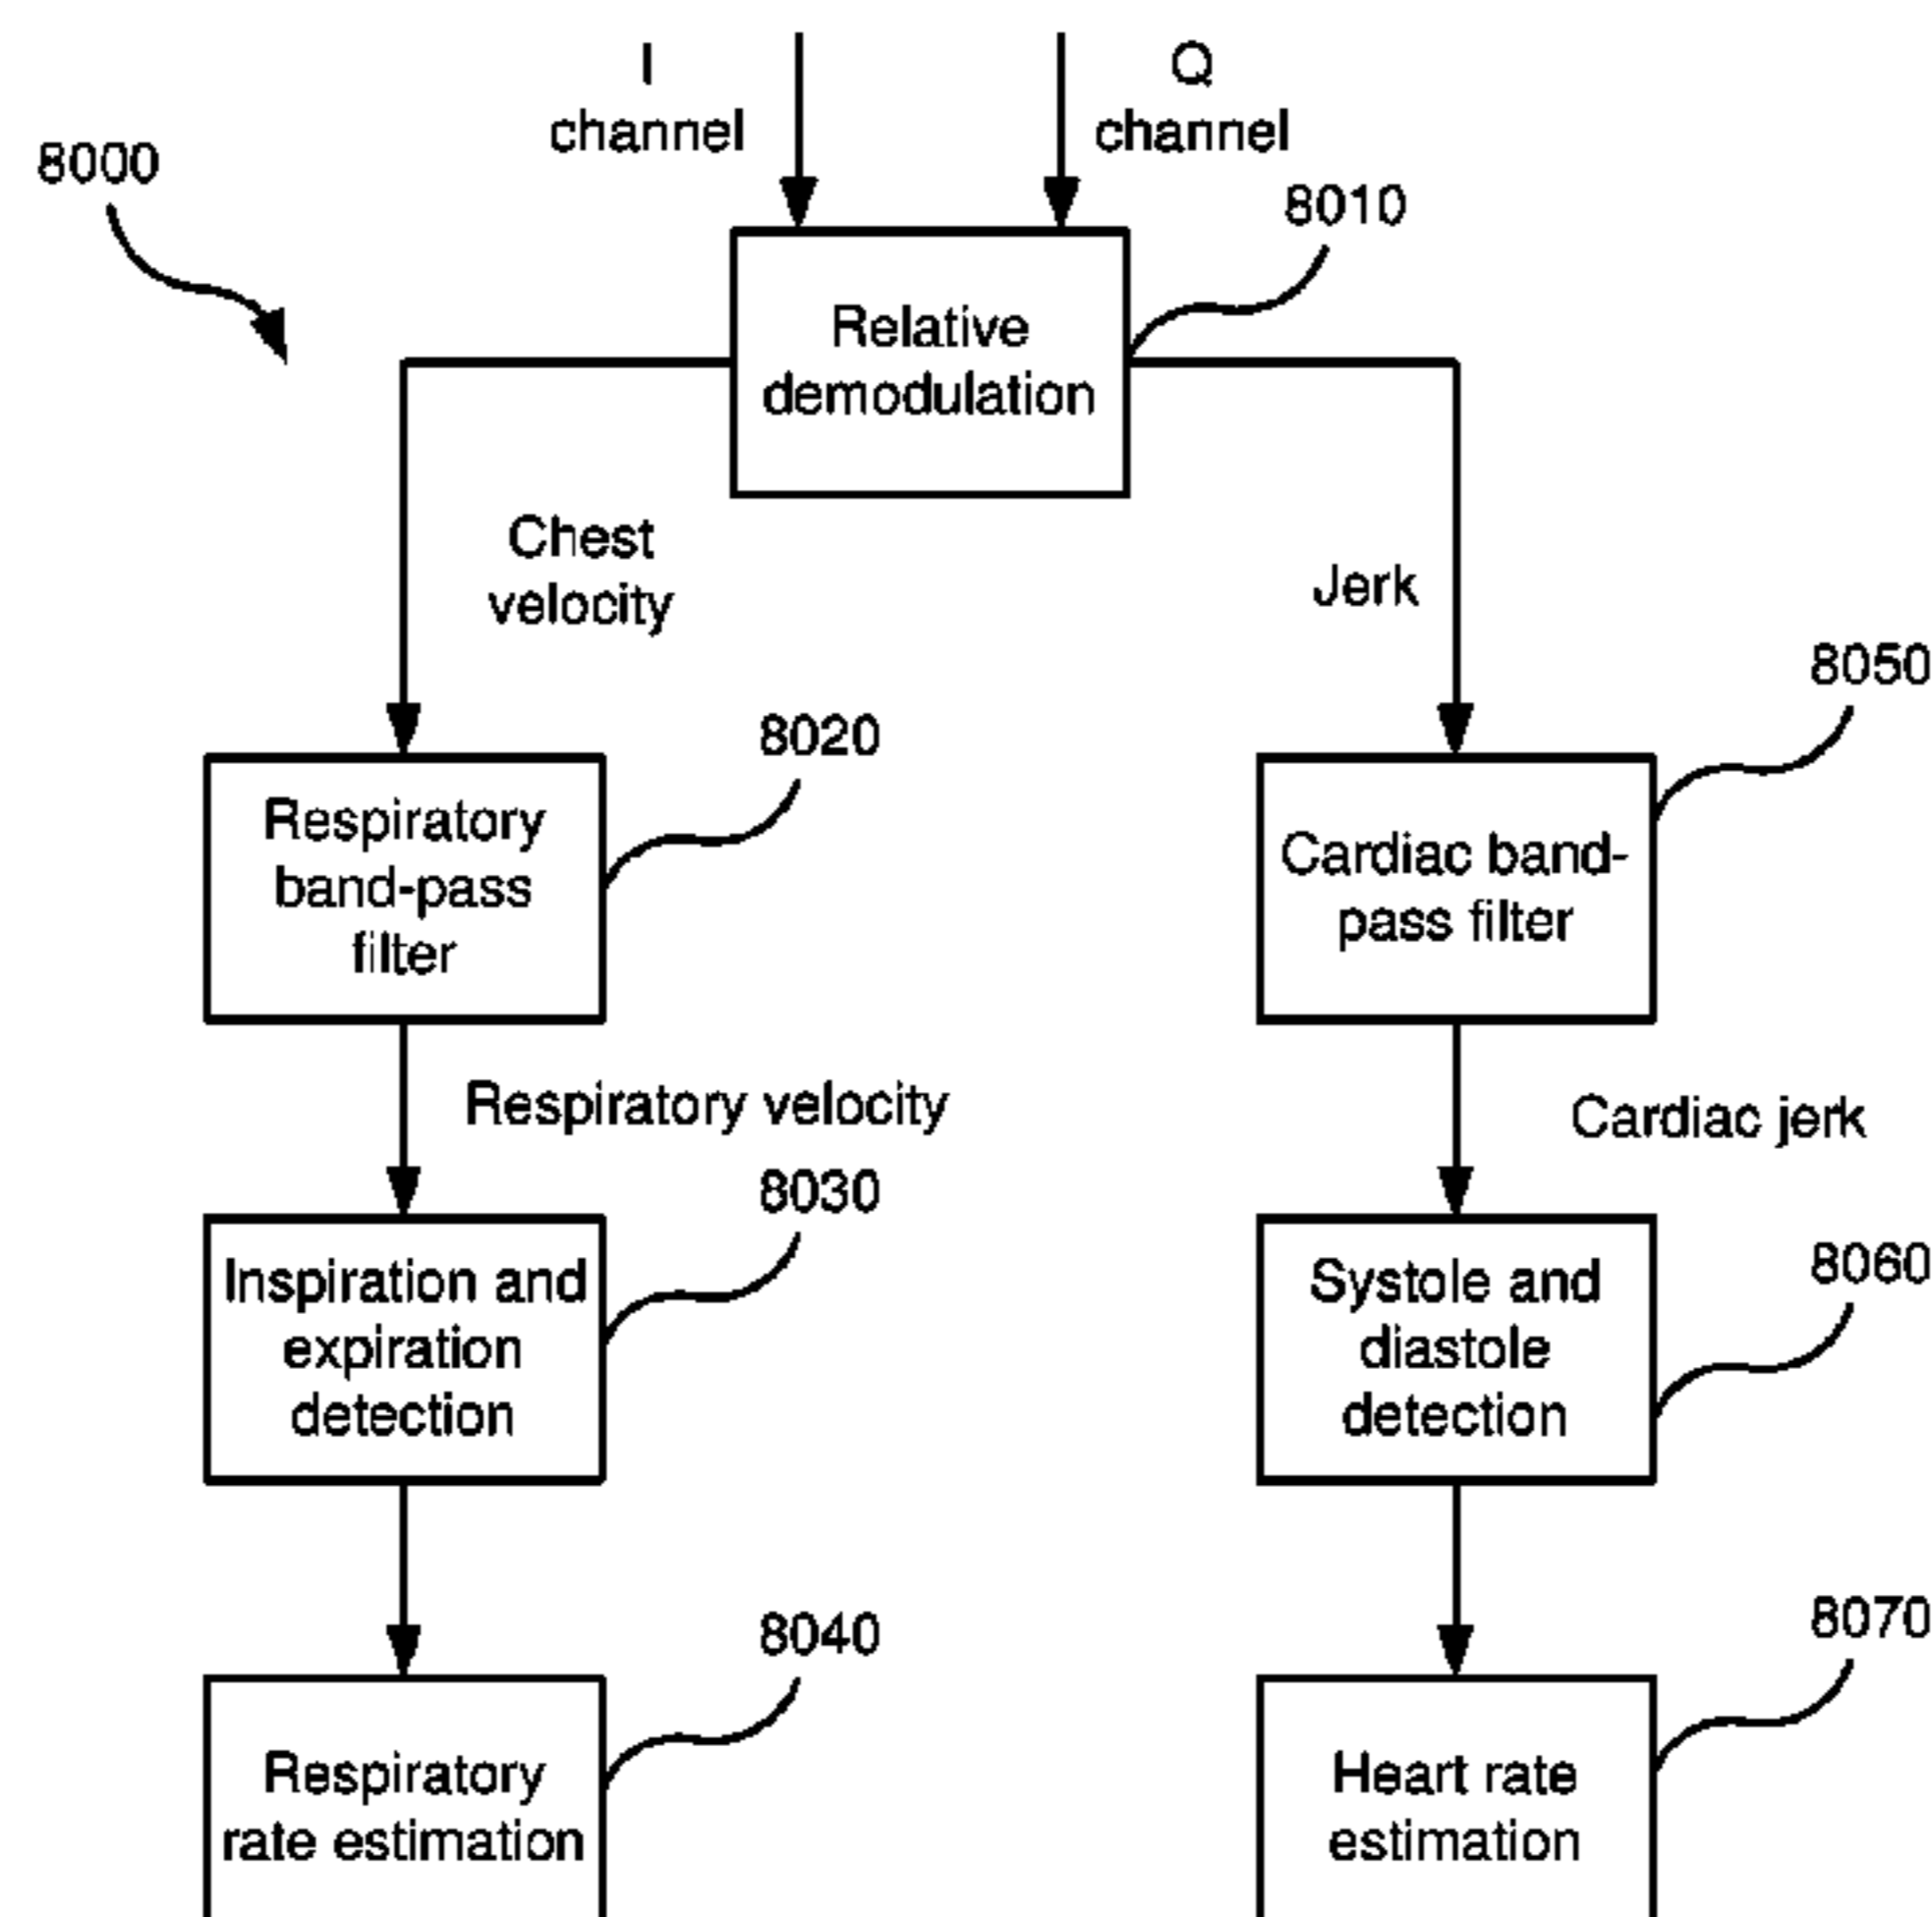 I
channel
Q
channel
8000
8010
Relative
demodulation
Chest
velocity
Jerk
8050
8020
Respiratory
band-pass
filter
Cardiac band-
pass filter
Respiratory velocity
Cardiac jerk
8030
Inspiration and
expiration
detection
8060
Systole and
diastole
detection
8040
Respiratory
rate estimation
8070
Heart rate
estimation